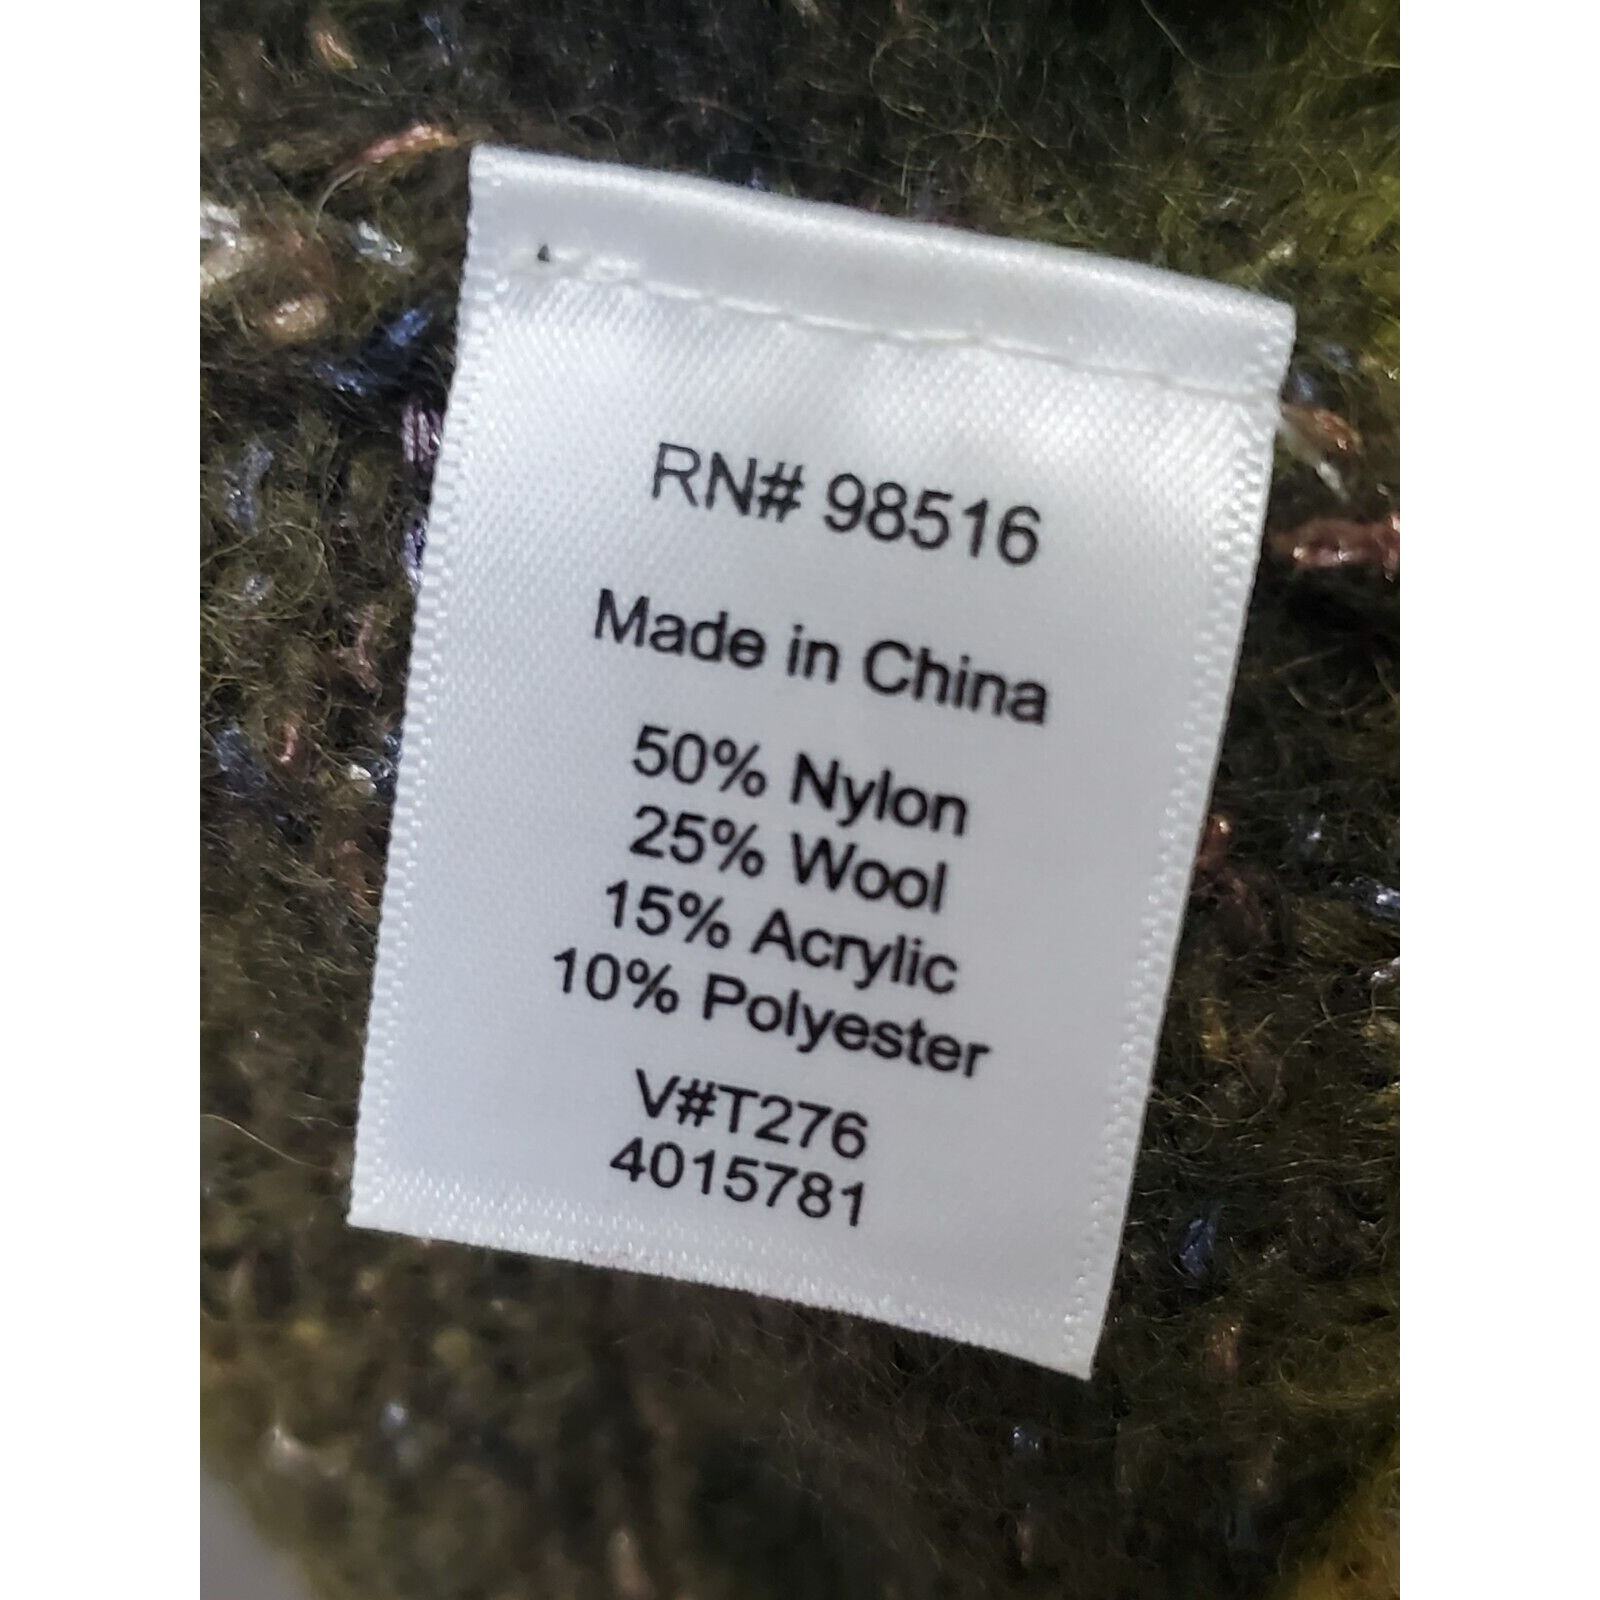 RN# 98516
Made in China
50% Nylon
25% Wool
15% Acrylic
10% Polyester
V#T276
4015781